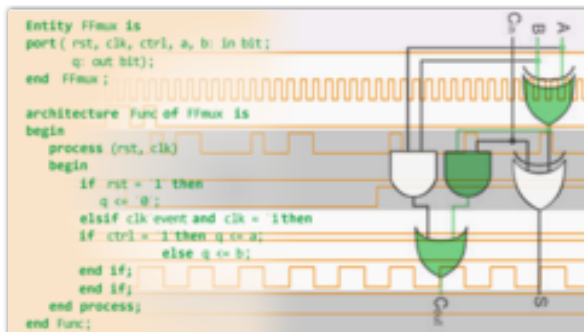 Entity FFmux is
port( rst, clk, ctrl, a, b: in bit;
q: out bit);
end FFmux;
architecture Func of FFmux is
begin
process (rst, clk)
begin
if rst = '1' then
q <= '0';
elsif clk'event and clk = '1' then
if ctrl = '1' then q <= a;
else q <= b;
end if;
end if;
end process;
end Func;
Cin B A
Cout S